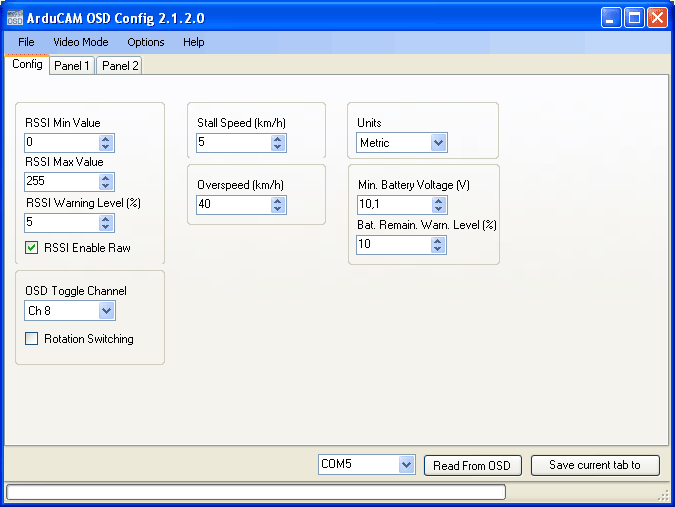 ArduCAM OSD Config 2.1.2.0
File Video Mode Options Help
Config Panel 1 Panel 2
RSSI Min Value
0
RSSI Max Value
255
RSSI Warning Level (%)
5
RSSI Enable Raw
OSD Toggle Channel
Ch 8
Rotation Switching
Stall Speed (km/h)
5
Overspeed (km/h)
40
Units
Metric
Min. Battery Voltage (V)
10,1
Bat. Remain. Warn. Level (%)
10
COM5 Read From OSD Save current tab to